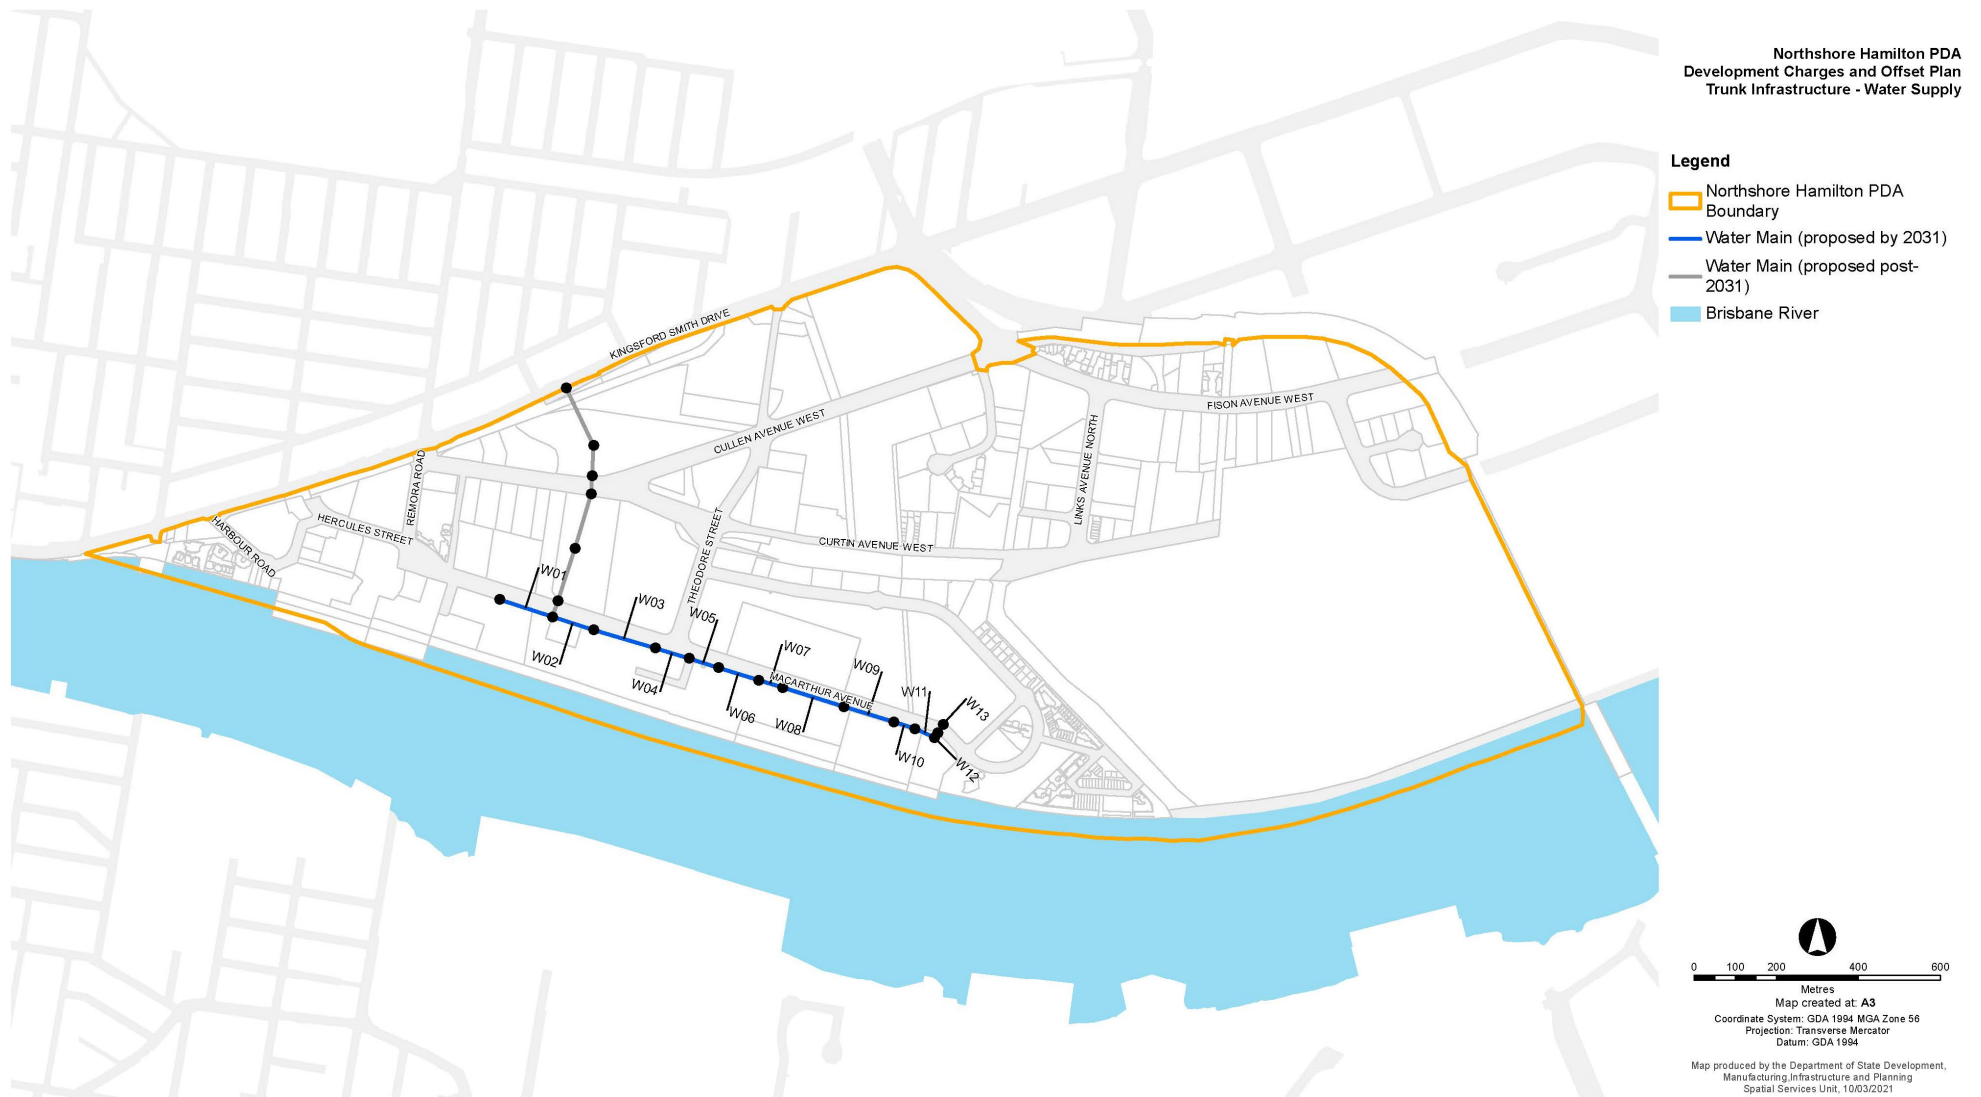 Northshore Hamilton PDA
Development Charges and Offset Plan
Trunk Infrastructure - Water Supply
Legend
Northshore Hamilton PDA
Boundary
Water Main (proposed by 2031)
Water Main (proposed post-
2031)
Brisbane River
KINGSFORD SMITH DRIVE
CULLEN AVENUE WEST
FISON AVENUE WEST
LINKS AVENUE NORTH
REMORA ROAD
HERCULES STREET
HARBOUR ROAD
THEODORE STREET
CURTIN AVENUE WEST
MACARTHUR AVENUE
W01
W02
W03
W04
W05
W06
W07
W08
W09
W10
W11
W12
W13
0 100 200 400 600
Metres
Map created at: A3
Coordinate System: GDA 1994 MGA Zone 56
Projection: Transverse Mercator
Datum: GDA 1994
Map produced by the Department of State Development,
Manufacturing,Infrastructure and Planning
Spatial Services Unit, 10/03/2021